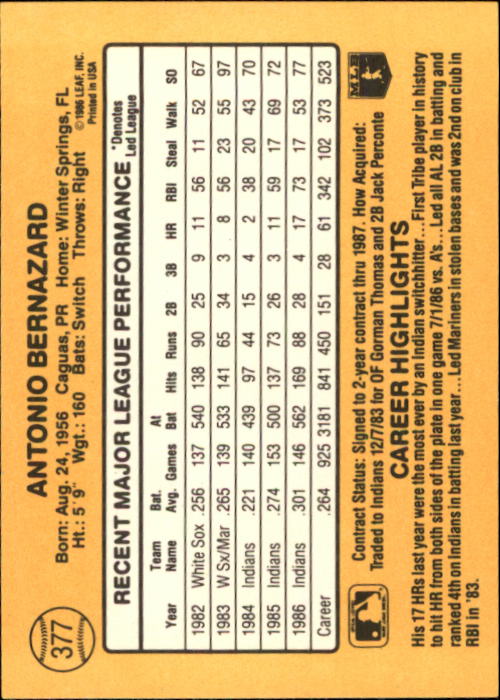 377
ANTONIO BERNAZARD
Born: Aug. 24, 1956 Caguas, PR Home: Winter Springs, FL
Ht.: 5' 9" Wgt.: 160 Bats: Switch Throws: Right
© 1986 LEAF, INC.
Printed in USA
RECENT MAJOR LEAGUE PERFORMANCE
*Denotes
Led League
Year Team Name Bat. Avg. Games At Bat Hits Runs 2B 3B HR RBI Steal Walk SO
1982 White Sox .256 137 540 138 90 25 9 11 56 11 52 67
1983 W Sx/Mar .265 139 533 141 65 34 3 8 56 23 55 97
1984 Indians .221 140 439 97 44 15 4 2 38 20 43 70
1985 Indians .274 153 500 137 73 26 3 11 59 17 69 72
1986 Indians .301 146 562 169 88 28 4 17 73 17 53 77
Career .264 925 3181 841 450 151 28 61 342 102 373 523
Contract Status: Signed to 2-year contract thru 1987. How Acquired:
Traded to Indians 12/7/83 for OF Gorman Thomas and 2B Jack Perconte
MLB
CAREER HIGHLIGHTS
His 17 HRs last year were the most ever by an Indian switchhitter...First Tribe player in history
to hit HR from both sides of the plate in one game 7/1/86 vs. A's...Led all AL 2B in batting and
ranked 4th on Indians in batting last year...Led Mariners in stolen bases and was 2nd on club in
RBI in '83.